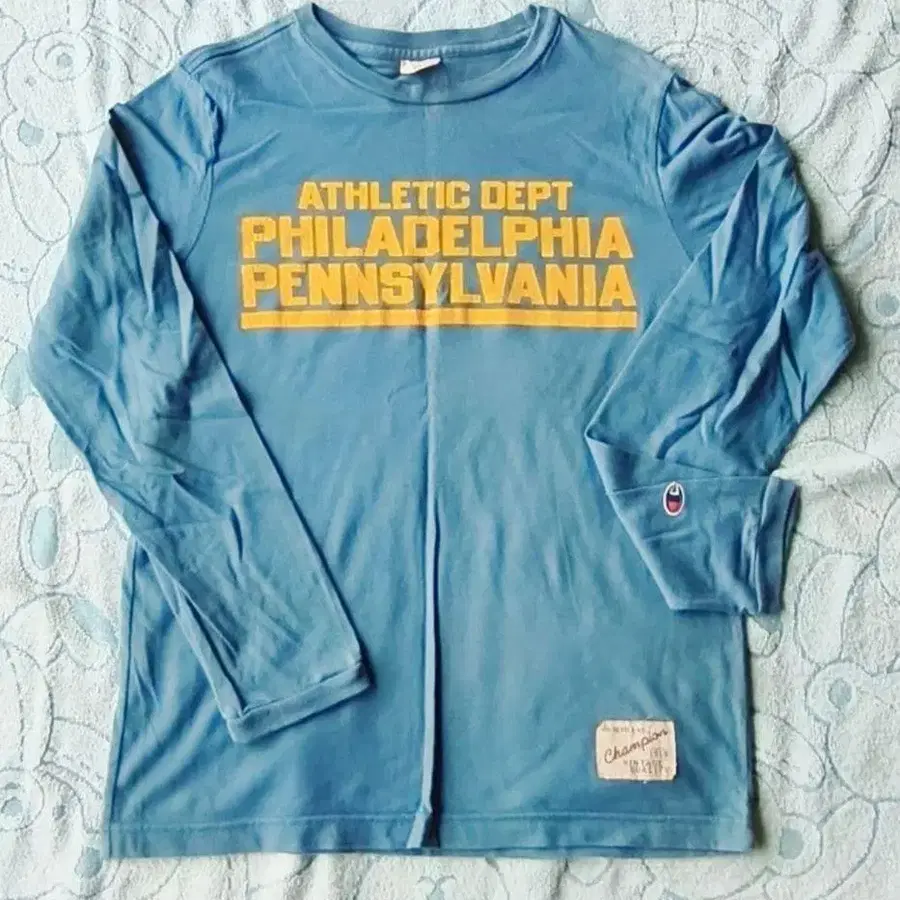 ATHLETIC DEPT
PHILADELPHIA
PENNSYLVANIA
Champion